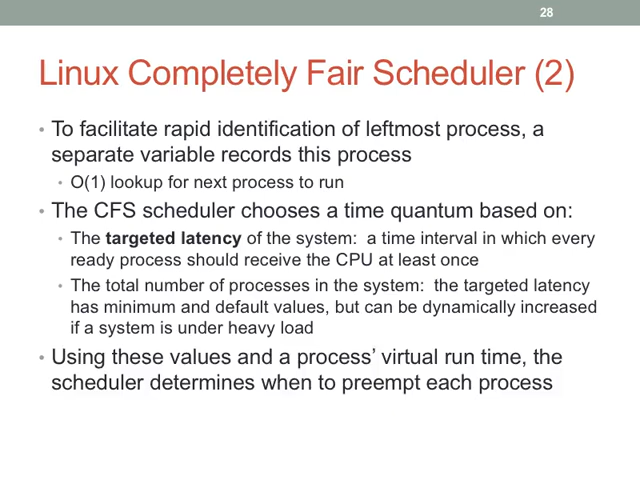 28
Linux Completely Fair Scheduler (2)
• To facilitate rapid identification of leftmost process, a
separate variable records this process
• O(1) lookup for next process to run
• The CFS scheduler chooses a time quantum based on:
• The targeted latency of the system: a time interval in which every
ready process should receive the CPU at least once
• The total number of processes in the system: the targeted latency
has minimum and default values, but can be dynamically increased
if a system is under heavy load
• Using these values and a process’ virtual run time, the
scheduler determines when to preempt each process